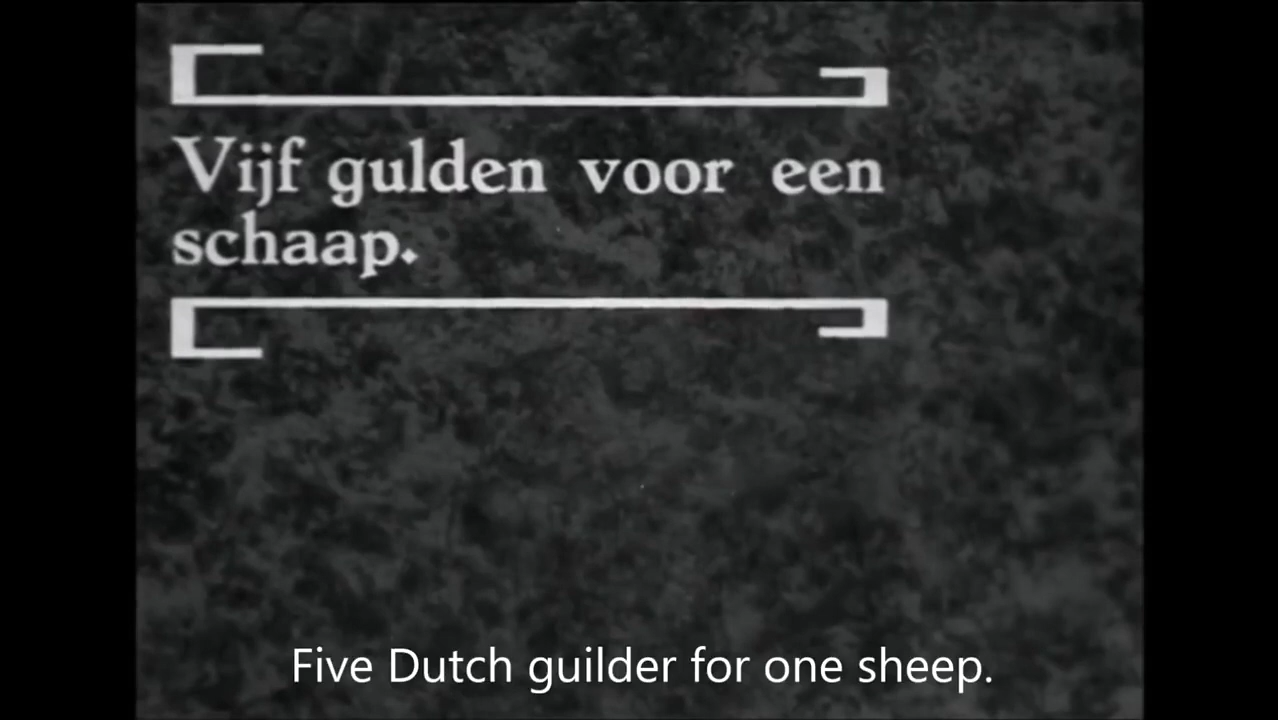 Vijf gulden voor een
schaap.
Five Dutch guilder for one sheep.